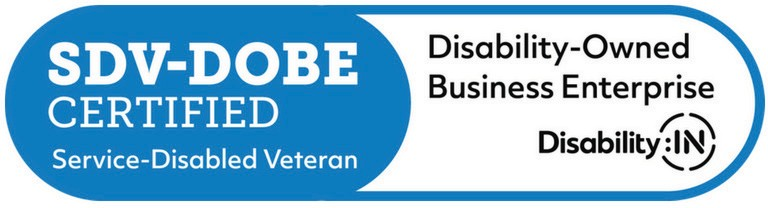 SDV-DOBE
CERTIFIED
Service-Disabled Veteran
Disability-Owned
Business Enterprise
Disability:IN